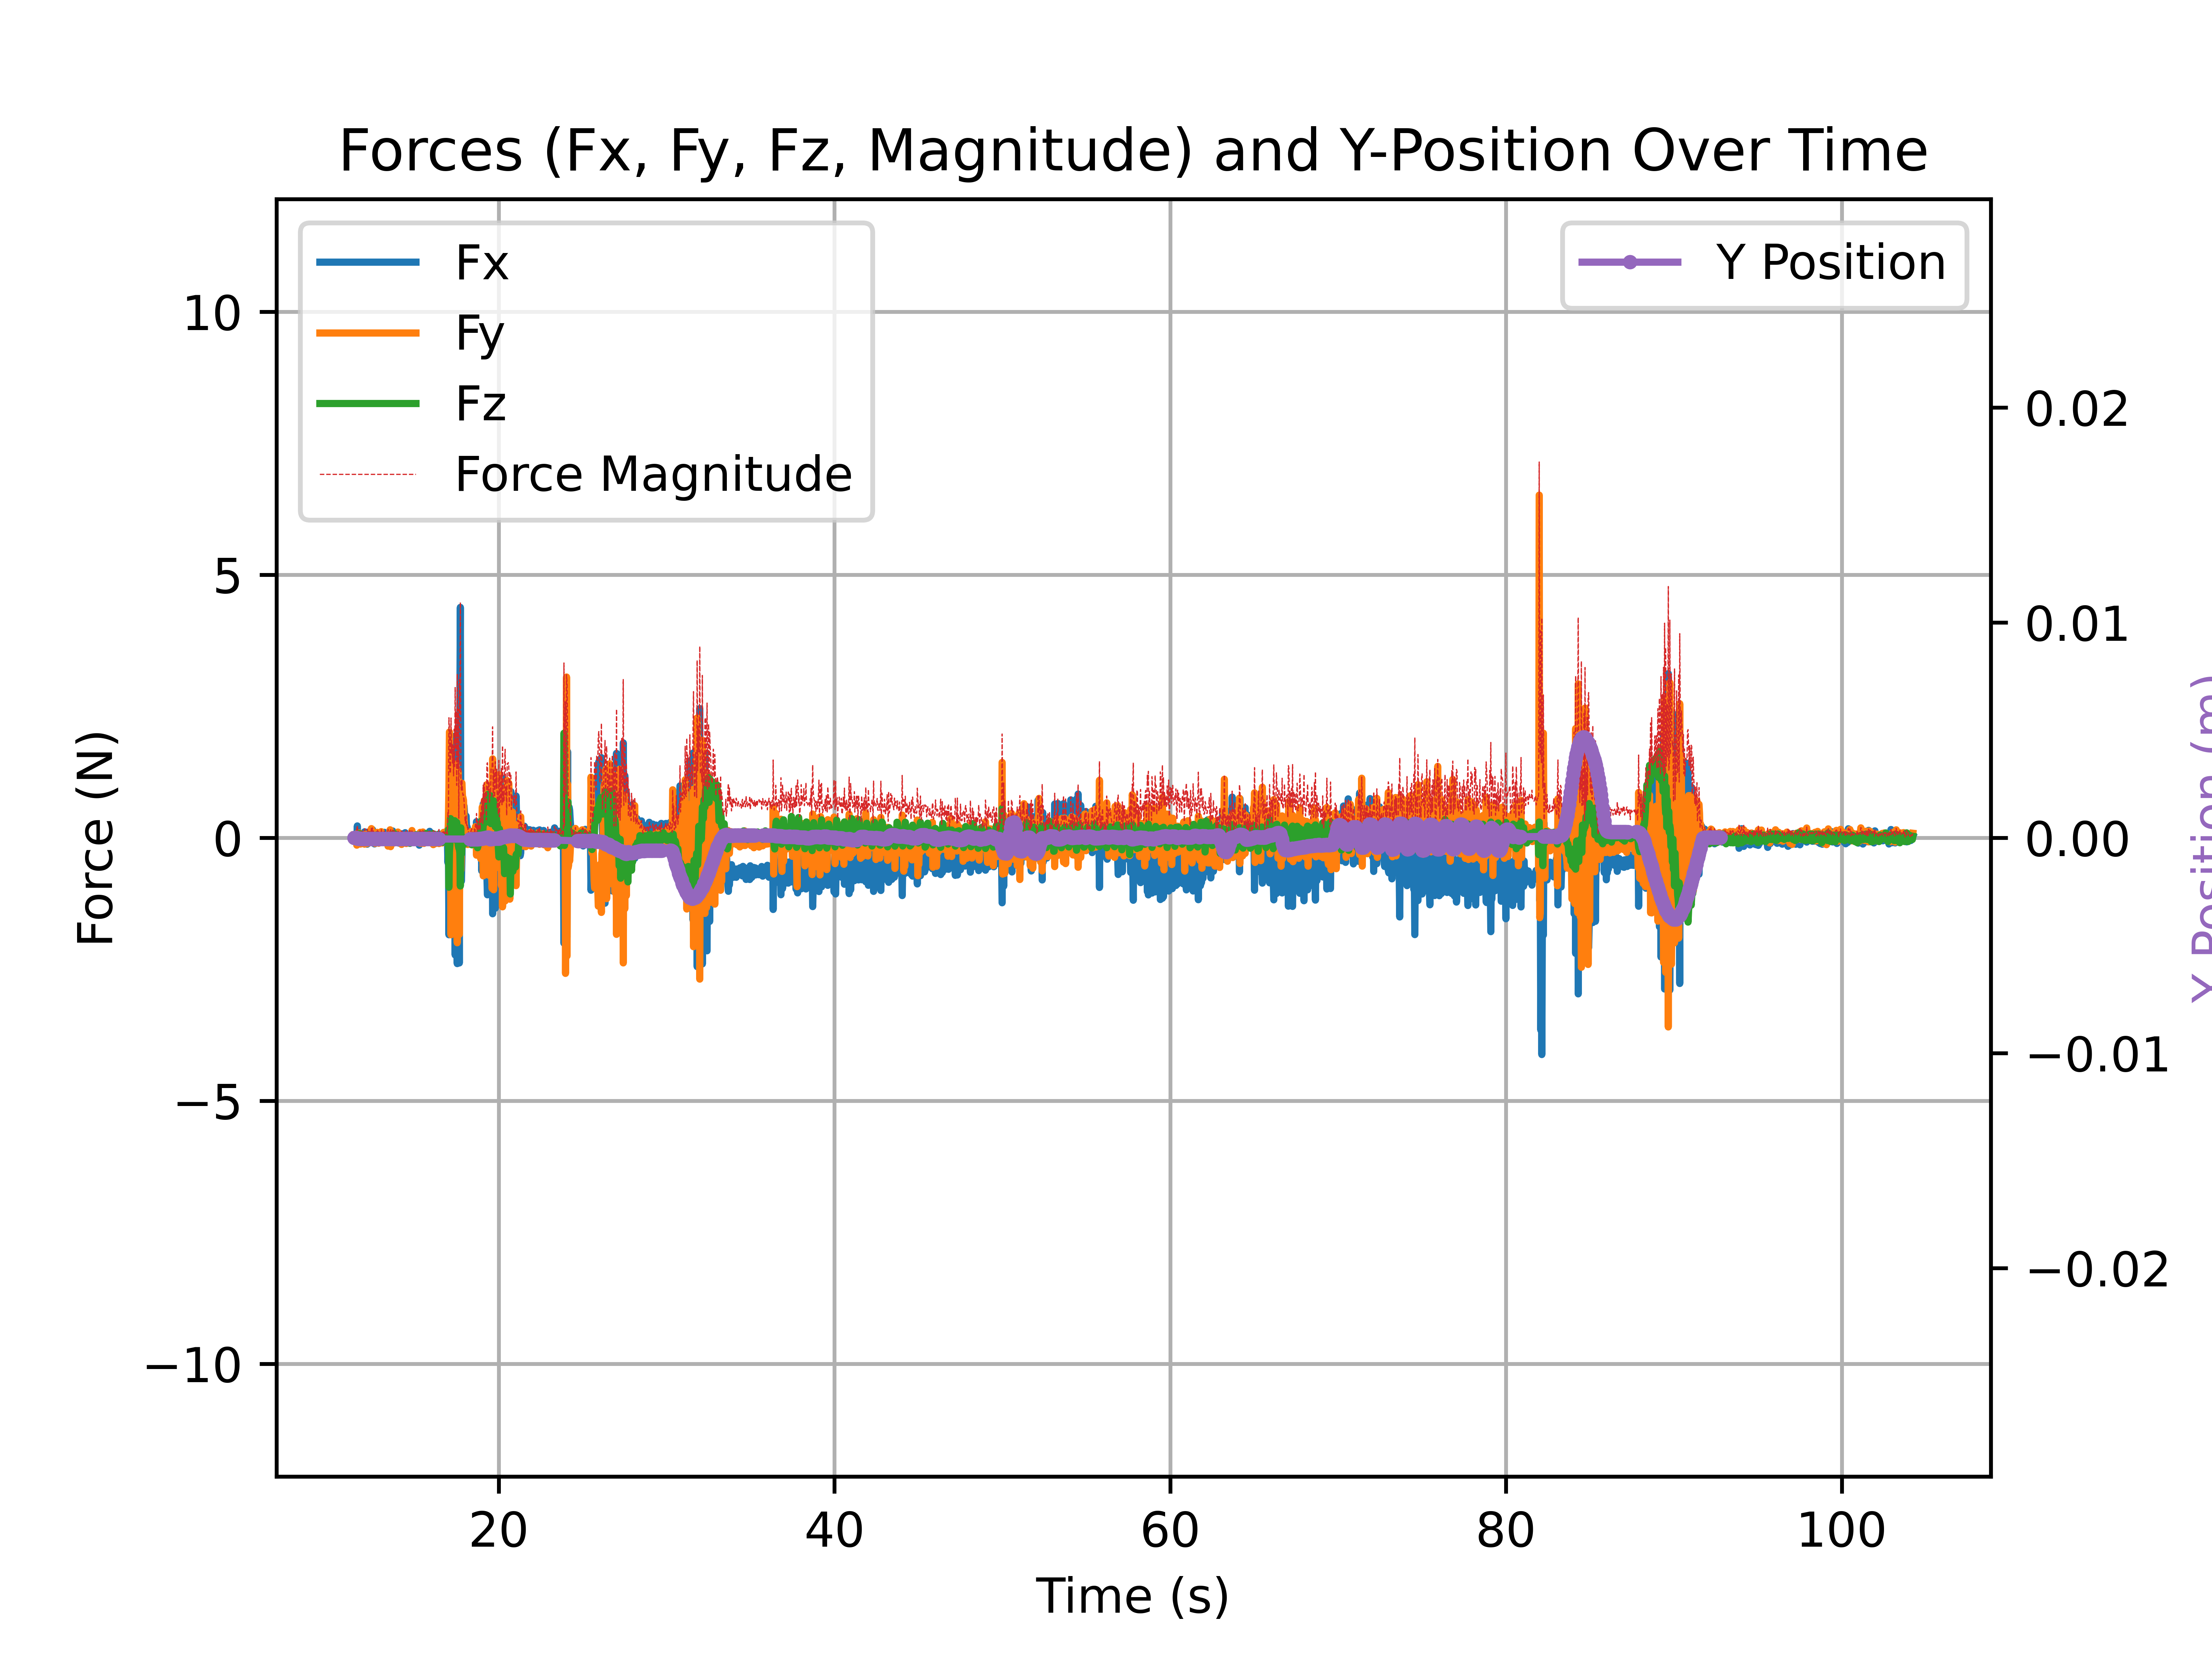 Forces (Fx, Fy, Fz, Magnitude) and Y-Position Over Time
Fx
Fy
Fz
Force Magnitude
Y Position
10
5
0
−5
−10
Force (N)
0.02
0.01
0.00
−0.01
−0.02
Y Position (m)
20 40 60 80 100
Time (s)